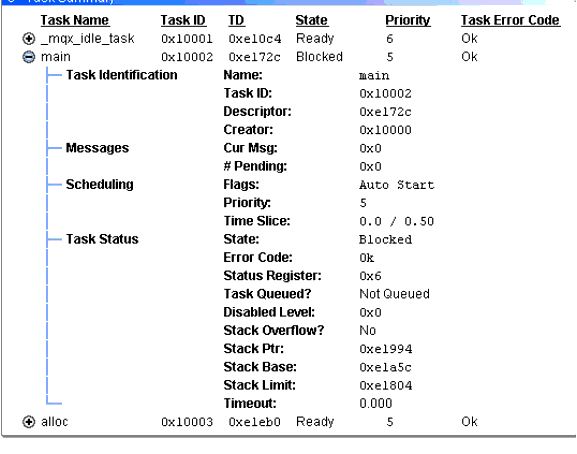 Task Summary
Task Name Task ID TD State Priority Task Error Code
_mqx_idle_task 0x10001 0xe10c4 Ready 6 Ok
main 0x10002 0xe172c Blocked 5 Ok
Task Identification Name: main
Task ID: 0x10002
Descriptor: 0xe172c
Creator: 0x10000
Messages Cur Msg: 0x0
# Pending: 0x0
Scheduling Flags: Auto Start
Priority: 5
Time Slice: 0.0 / 0.50
Task Status State: Blocked
Error Code: Ok
Status Register: 0x6
Task Queued? Not Queued
Disabled Level: 0x0
Stack Overflow? No
Stack Ptr: 0xe1994
Stack Base: 0xe1a5c
Stack Limit: 0xe1804
Timeout: 0.000
alloc 0x10003 0xe1eb0 Ready 5 Ok